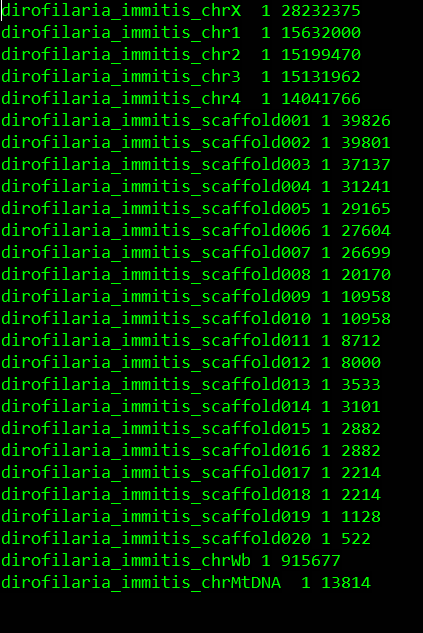 dirofilaria_immitis_chrX  1 28232375
dirofilaria_immitis_chr1  1 15632000
dirofilaria_immitis_chr2  1 15199470
dirofilaria_immitis_chr3  1 15131962
dirofilaria_immitis_chr4  1 14041766
dirofilaria_immitis_scaffold001 1 39826
dirofilaria_immitis_scaffold002 1 39801
dirofilaria_immitis_scaffold003 1 37137
dirofilaria_immitis_scaffold004 1 31241
dirofilaria_immitis_scaffold005 1 29165
dirofilaria_immitis_scaffold006 1 27604
dirofilaria_immitis_scaffold007 1 26699
dirofilaria_immitis_scaffold008 1 20170
dirofilaria_immitis_scaffold009 1 10958
dirofilaria_immitis_scaffold010 1 10958
dirofilaria_immitis_scaffold011 1 8712
dirofilaria_immitis_scaffold012 1 8000
dirofilaria_immitis_scaffold013 1 3533
dirofilaria_immitis_scaffold014 1 3101
dirofilaria_immitis_scaffold015 1 2882
dirofilaria_immitis_scaffold016 1 2882
dirofilaria_immitis_scaffold017 1 2214
dirofilaria_immitis_scaffold018 1 2214
dirofilaria_immitis_scaffold019 1 1128
dirofilaria_immitis_scaffold020 1 522
dirofilaria_immitis_chrWb 1 915677
dirofilaria_immitis_chrMtDNA  1 13814